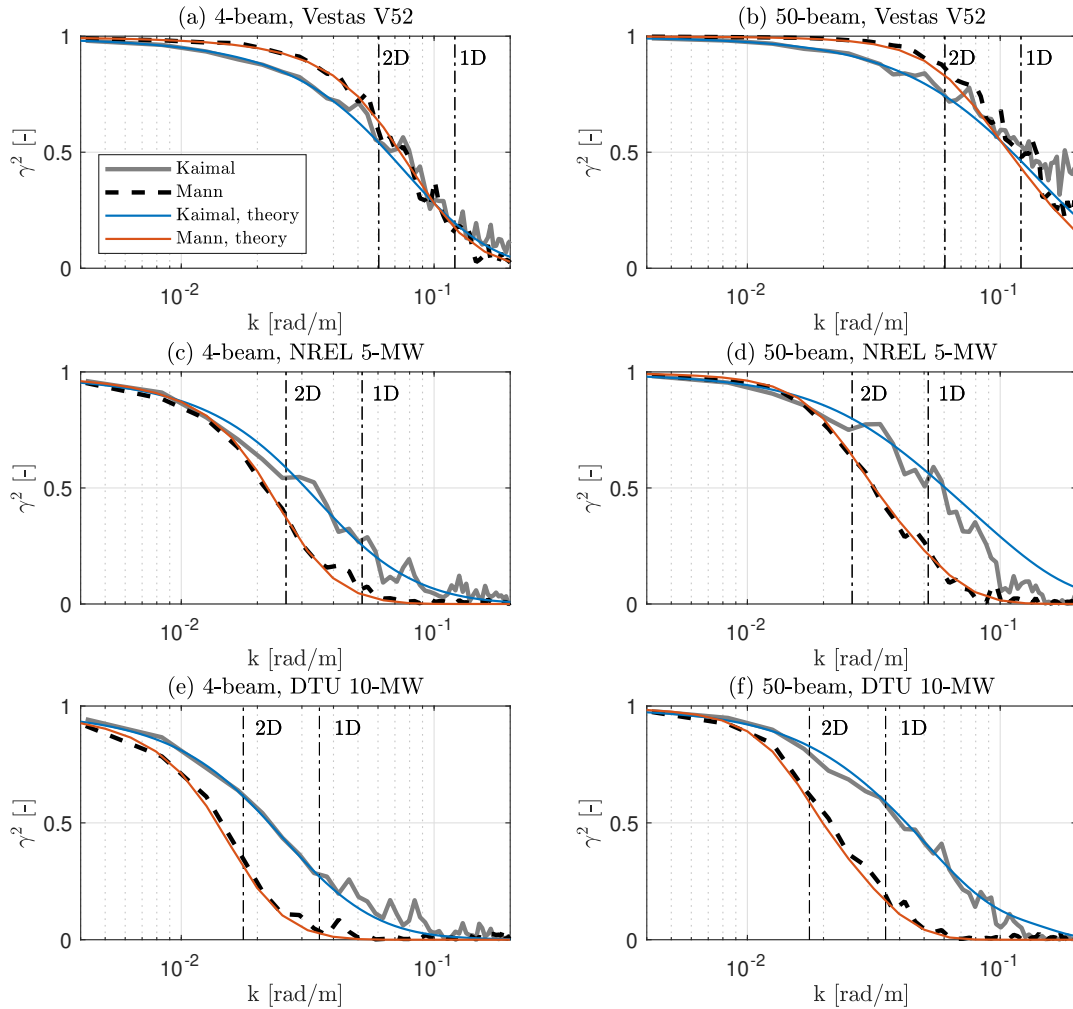 (a) 4-beam, Vestas V52
1
0.5
0
γ² [-]
2D
1D
Kaimal
Mann
Kaimal, theory
Mann, theory
10⁻²
10⁻¹
k [rad/m]
(b) 50-beam, Vestas V52
1
0.5
0
γ² [-]
2D
1D
10⁻²
10⁻¹
k [rad/m]
(c) 4-beam, NREL 5-MW
1
0.5
0
γ² [-]
2D
1D
10⁻²
10⁻¹
k [rad/m]
(d) 50-beam, NREL 5-MW
1
0.5
0
γ² [-]
2D
1D
10⁻²
10⁻¹
k [rad/m]
(e) 4-beam, DTU 10-MW
1
0.5
0
γ² [-]
2D
1D
10⁻²
10⁻¹
k [rad/m]
(f) 50-beam, DTU 10-MW
1
0.5
0
γ² [-]
2D
1D
10⁻²
10⁻¹
k [rad/m]